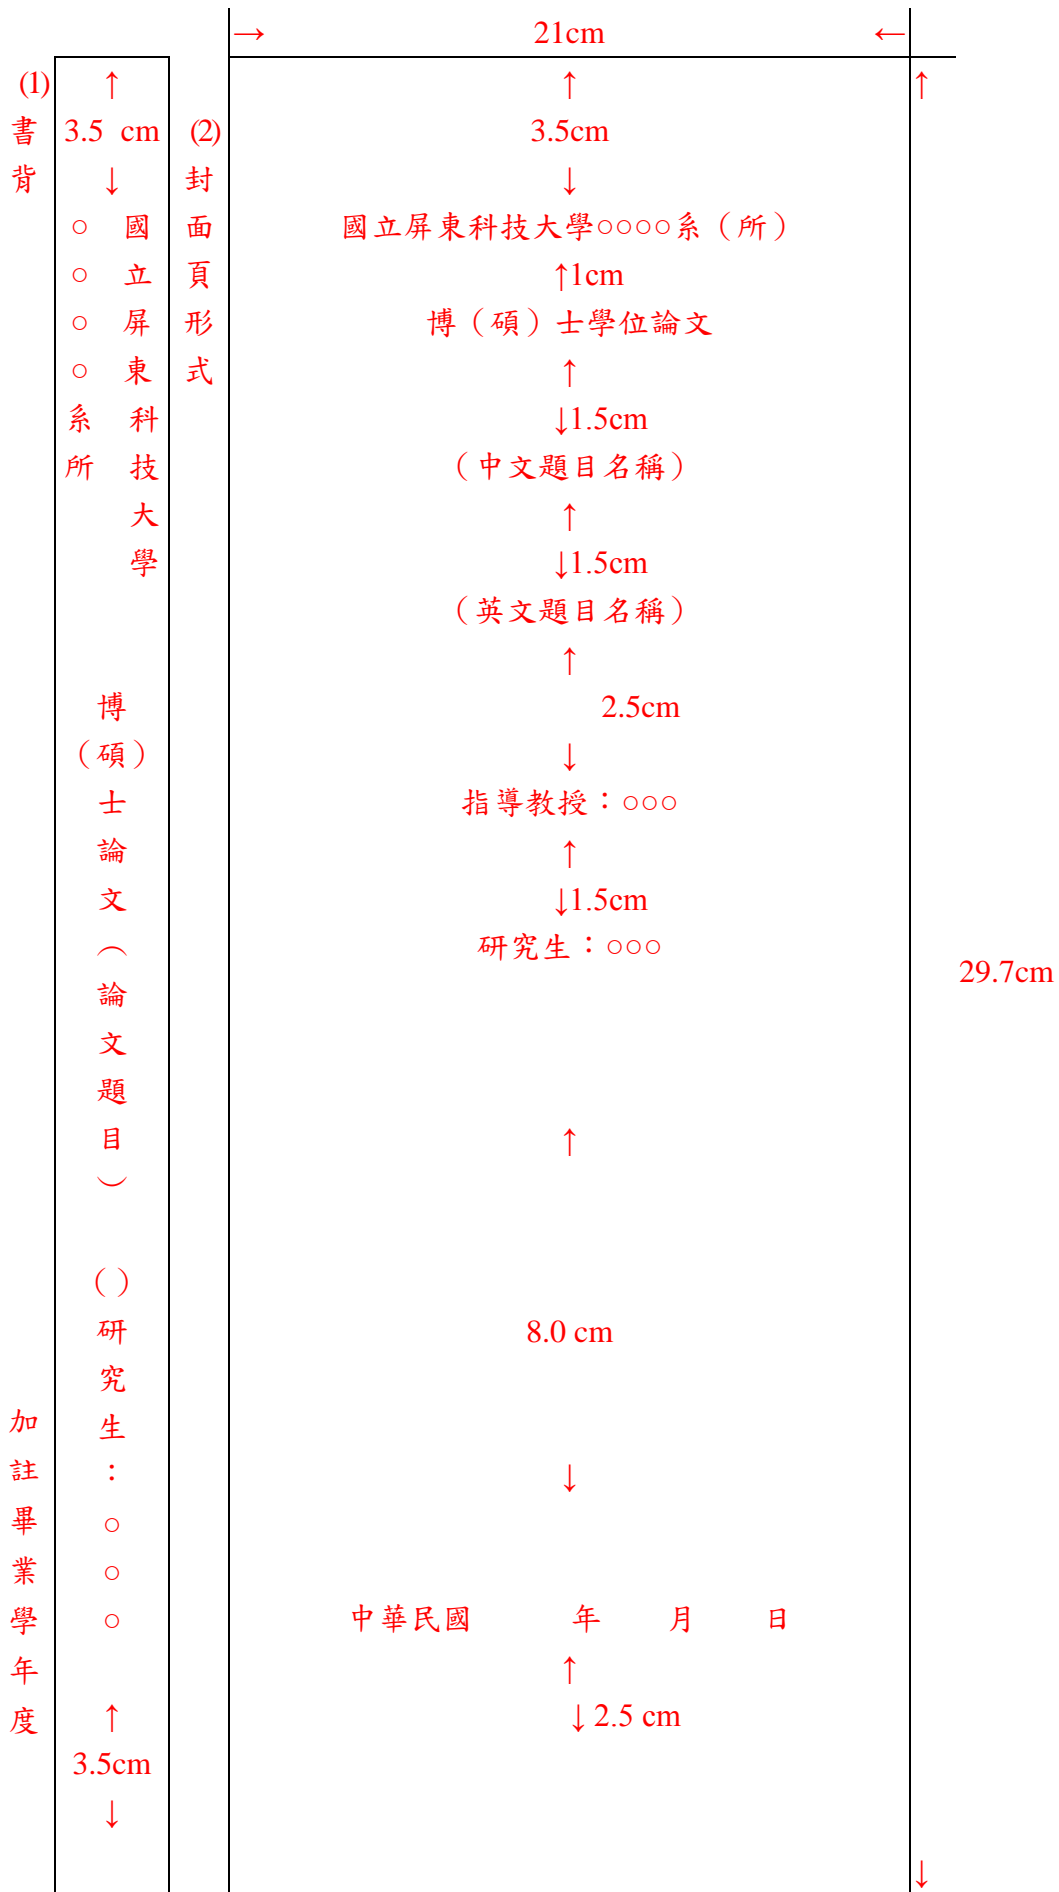 (1)書背
↑
3.5 cm
↓
國立屏東科技大學
○○○○系所
博(碩)士論文（論文題目）
( )研究生：○○○
↑
3.5cm
↓
加註畢業學年度
(2)封面頁形式
→ 21cm ←
↑
3.5cm
↓
國立屏東科技大學○○○○系（所）
↑1cm
博（碩）士學位論文
↑
↓1.5cm
（中文題目名稱）
↑
↓1.5cm
（英文題目名稱）
↑
2.5cm
↓
指導教授：○○○
↑
↓1.5cm
研究生：○○○
↑
8.0 cm
↓
中華民國 年 月 日
↑
↓ 2.5 cm
↑
29.7cm
↓